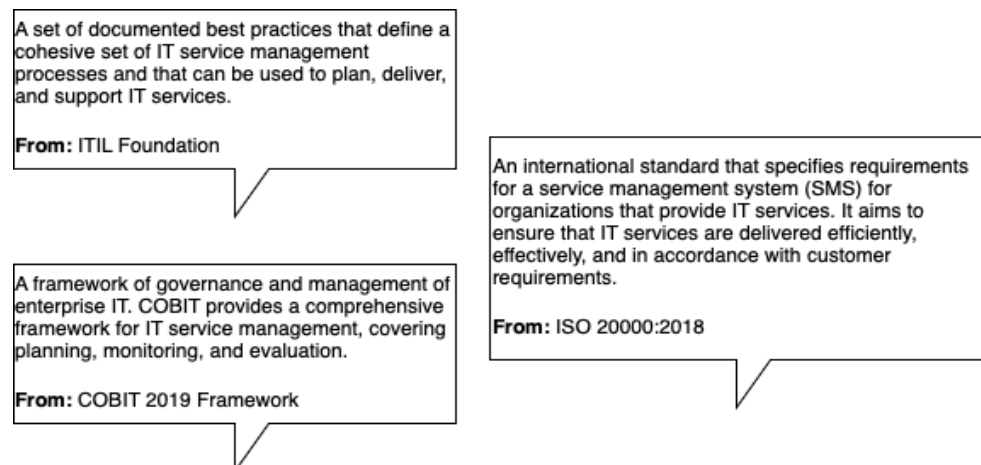 A set of documented best practices that define a
cohesive set of IT service management
processes and that can be used to plan, deliver,
and support IT services.
From: ITIL Foundation
A framework of governance and management of
enterprise IT. COBIT provides a comprehensive
framework for IT service management, covering
planning, monitoring, and evaluation.
From: COBIT 2019 Framework
An international standard that specifies requirements
for a service management system (SMS) for
organizations that provide IT services. It aims to
ensure that IT services are delivered efficiently,
effectively, and in accordance with customer
requirements.
From: ISO 20000:2018